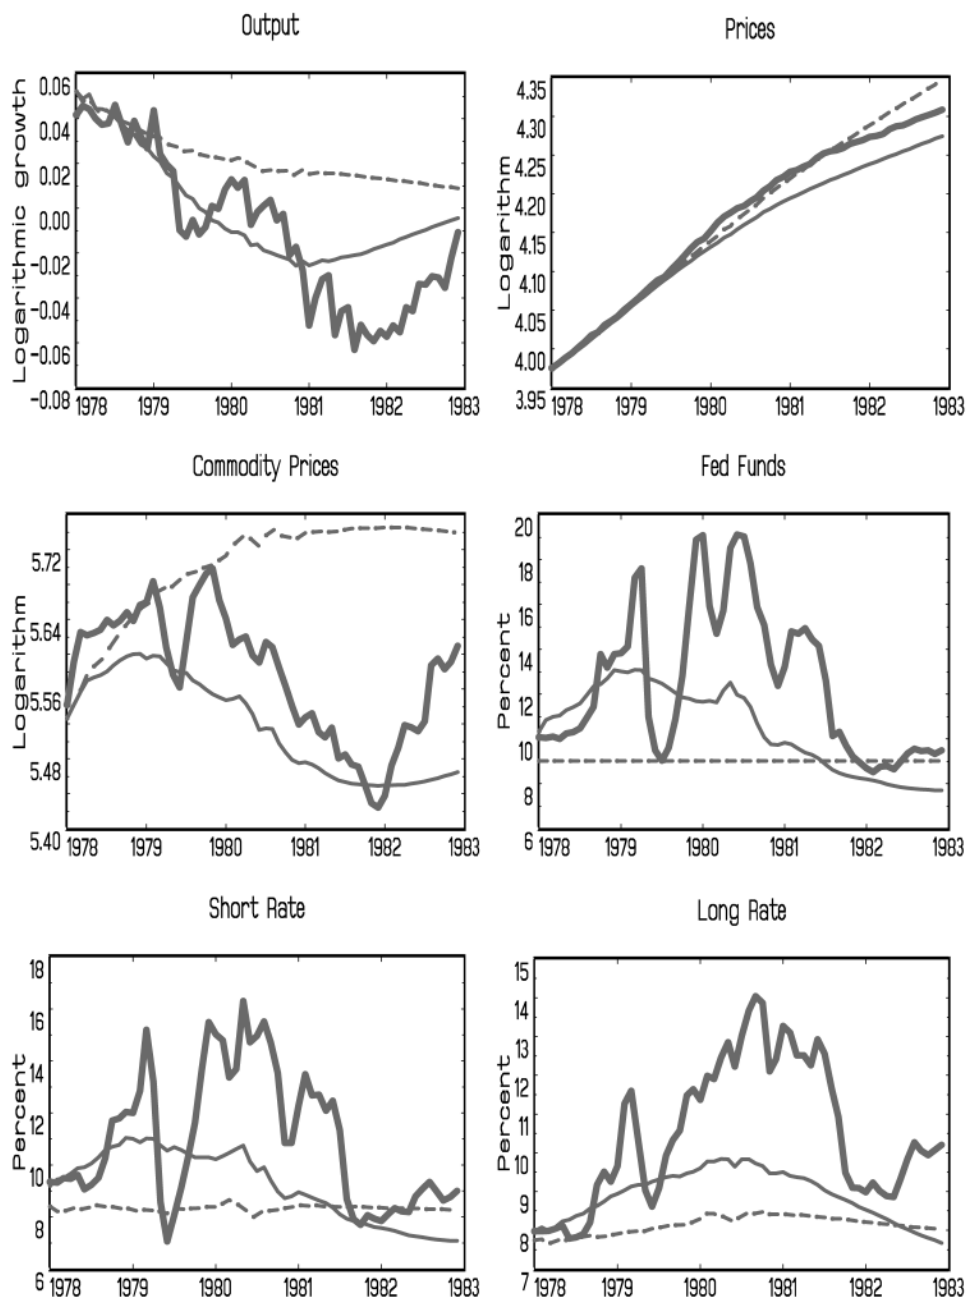 Output
Logarithmic growth
0.06
0.04
0.02
0.00
−0.02
−0.04
−0.06
−0.08
1978 1979 1980 1981 1982 1983
Prices
Logarithm
4.35
4.30
4.25
4.20
4.15
4.10
4.05
4.00
3.95
1978 1979 1980 1981 1982 1983
Commodity Prices
Logarithm
5.72
5.64
5.56
5.48
5.40
1978 1979 1980 1981 1982 1983
Fed Funds
Percent
20
18
16
14
12
10
8
6
1978 1979 1980 1981 1982 1983
Short Rate
Percent
18
16
14
12
10
8
6
1978 1979 1980 1981 1982 1983
Long Rate
Percent
15
14
13
12
11
10
9
8
7
1978 1979 1980 1981 1982 1983